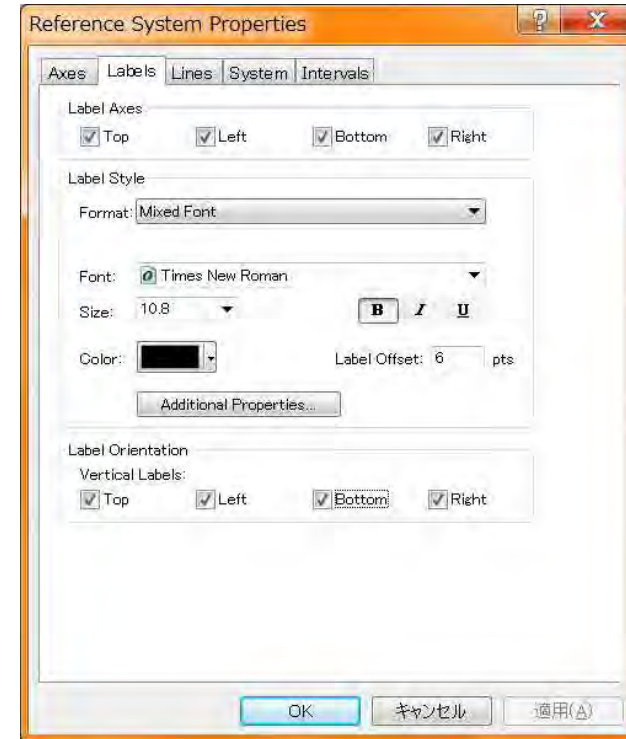 Reference System Properties
? X
Axes Labels Lines System Intervals
Label Axes
Top Left Bottom Right
Label Style
Format: Mixed Font
Font: Times New Roman
Size: 10.8 B I U
Color: Label Offset: 6 pts
Additional Properties...
Label Orientation
Vertical Labels:
Top Left Bottom Right
OK キャンセル 適用(A)